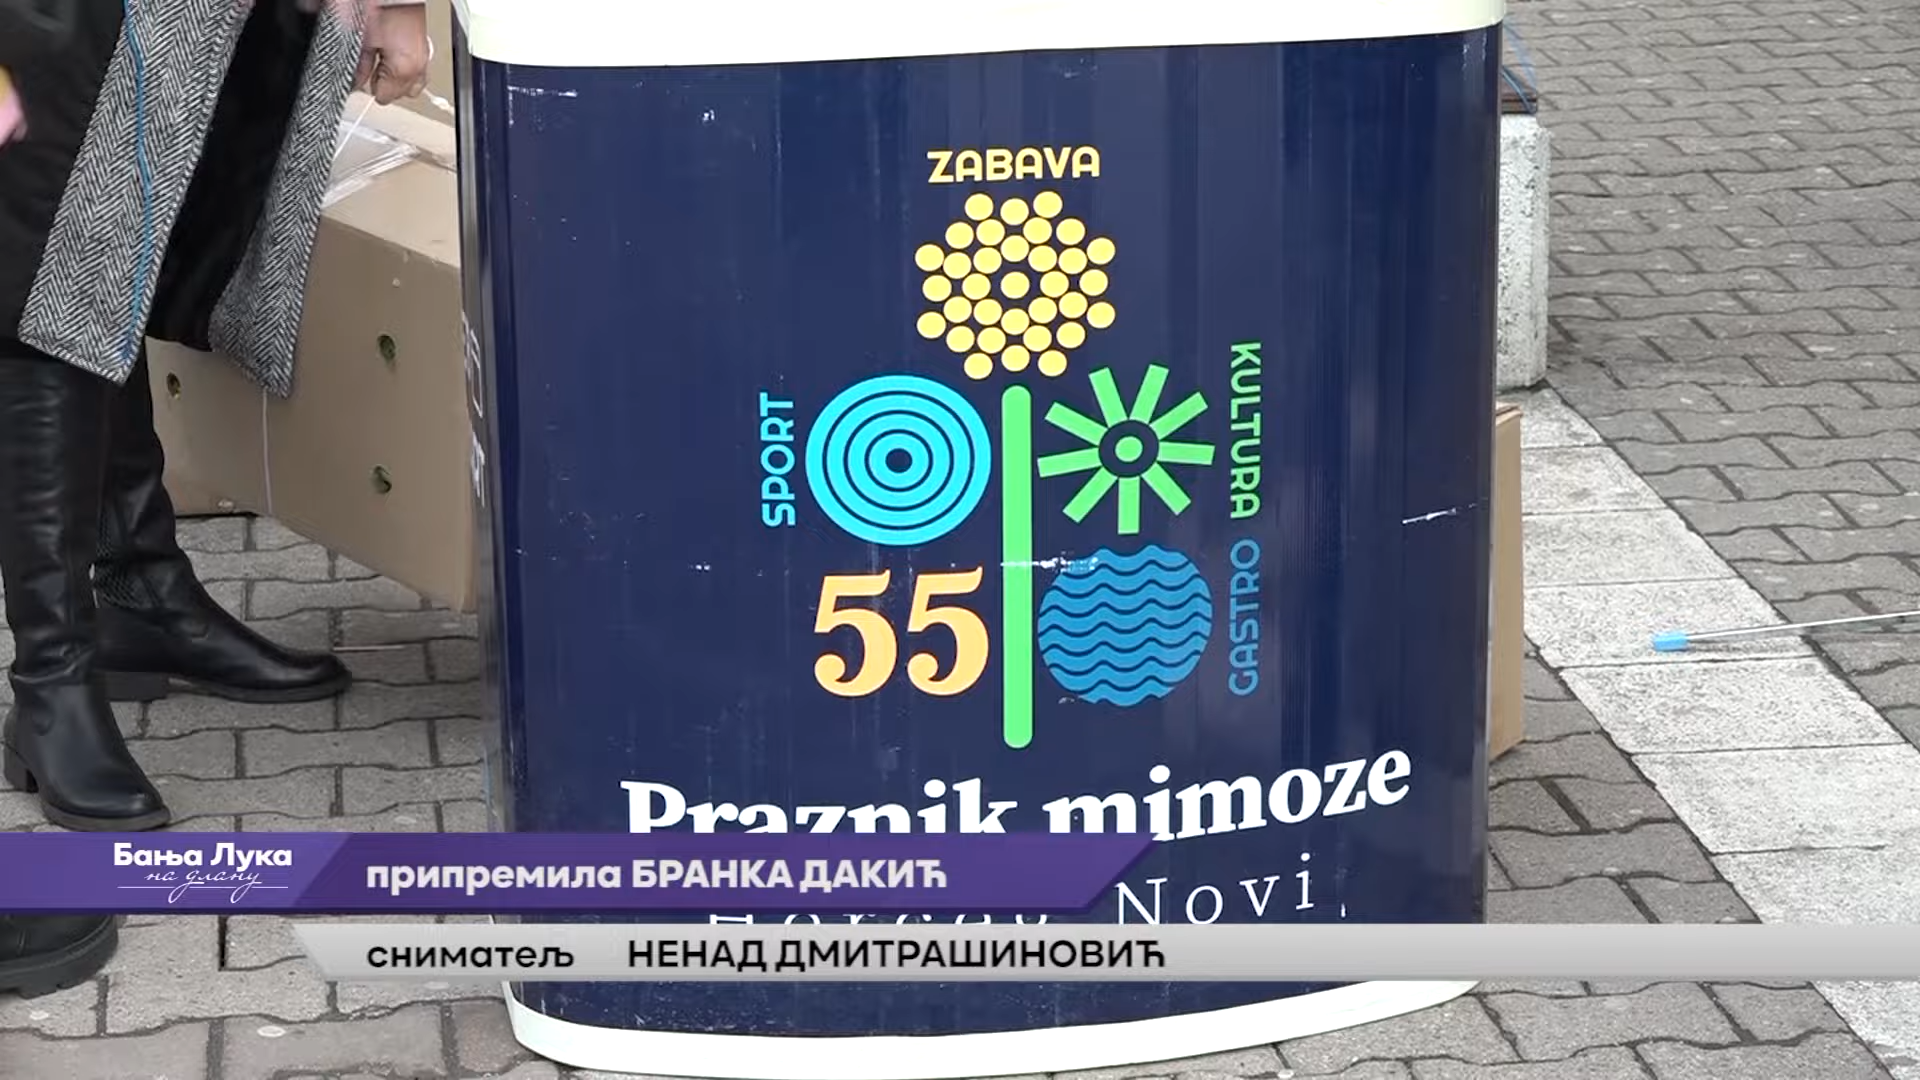 ZABAVA
SPORT
KULTURA
GASTRO
55
Praznik mimoze
Novi
Бања Лука
на длану
припремила БРАНКА ДАКИЋ
сниматељ НЕНАД ДМИТРАШИНОВИЋ